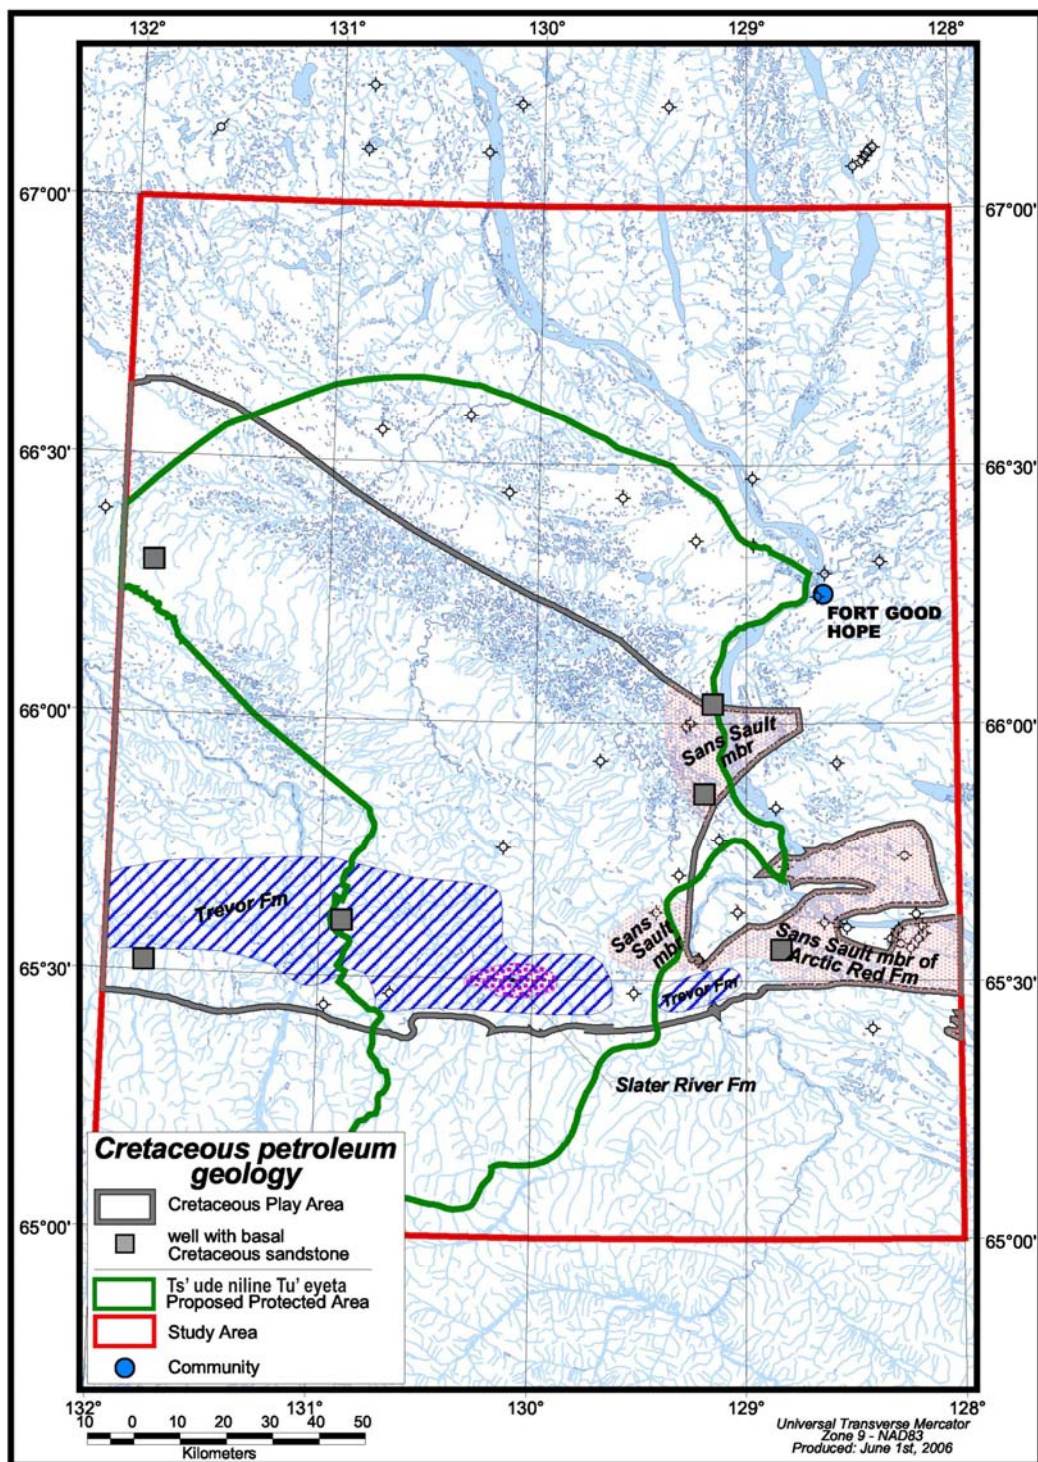 132° 131° 130° 129° 128°
67°00' 67°00'
66°30' 66°30'
FORT GOOD
HOPE
66°00' 66°00'
Sans Sault
mbr
Trevor Fm
Sans
Sault
mbr
Sans Sault mbr of
Arctic Red Fm
65°30' 65°30'
Trevor Fm
Slater River Fm
Cretaceous petroleum
geology
Cretaceous Play Area
well with basal
Cretaceous sandstone
65°00' 65°00'
Ts' ude niline Tu' eyeta
Proposed Protected Area
Study Area
Community
132° 131° 130° 129° 128°
10 0 10 20 30 40 50
Kilometers
Universal Transverse Mercator
Zone 9 - NAD83
Produced: June 1st, 2006